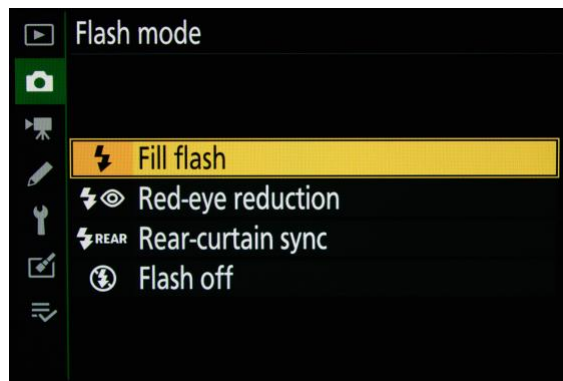 Flash mode
Fill flash
Red-eye reduction
REAR Rear-curtain sync
Flash off